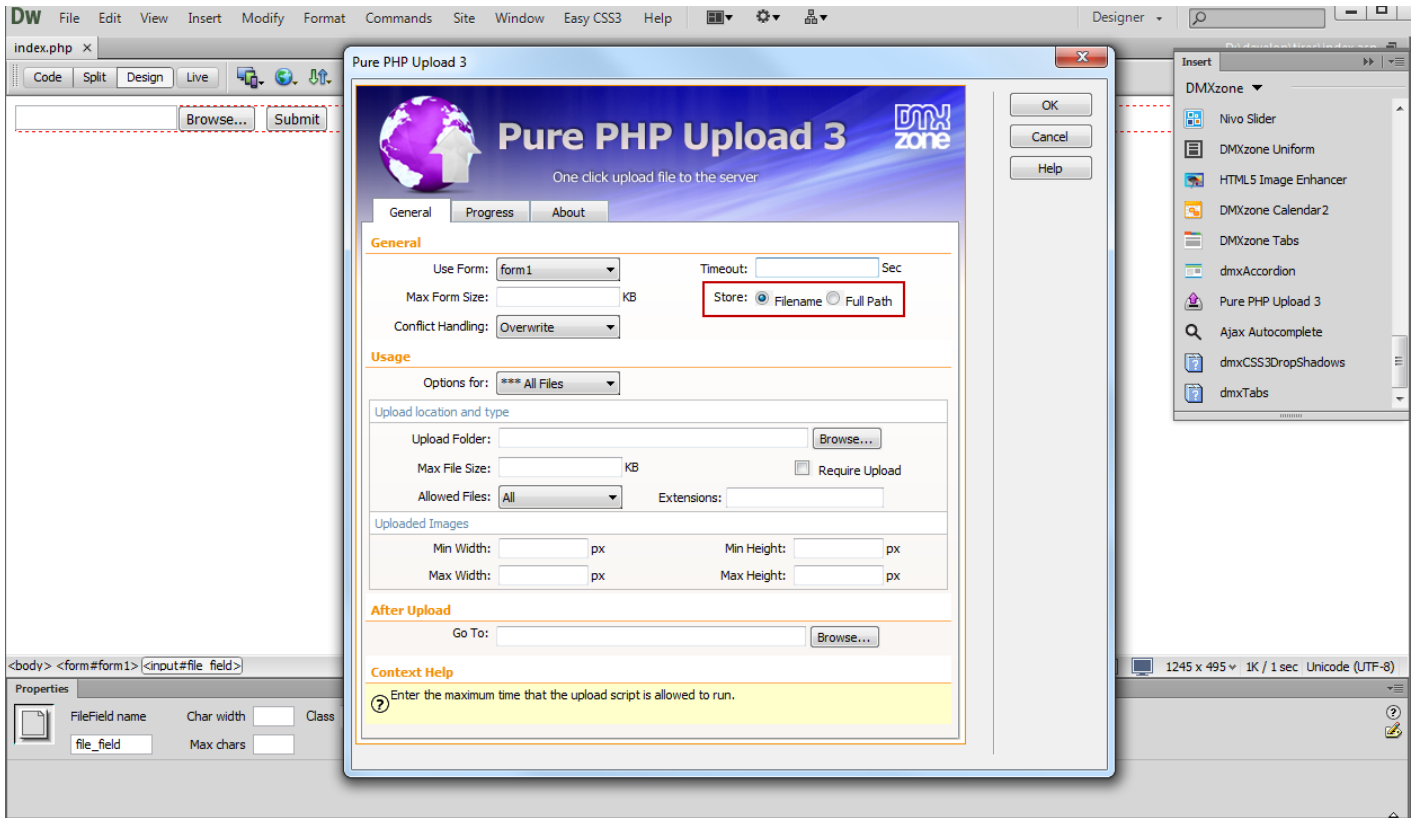 DW File Edit View Insert Modify Format Commands Site Window Easy CSS3 Help Designer
index.php
Code Split Design Live
Browse... Submit
Pure PHP Upload 3
Pure PHP Upload 3
DMX zone
One click upload file to the server
OK
Cancel
Help
General Progress About
General
Use Form: form1 Timeout: Sec
Max Form Size: KB Store: Filename Full Path
Conflict Handling: Overwrite
Usage
Options for: *** All Files
Upload location and type
Upload Folder: Browse...
Max File Size: KB Require Upload
Allowed Files: All Extensions:
Uploaded Images
Min Width: px Min Height: px
Max Width: px Max Height: px
After Upload
Go To: Browse...
Context Help
Enter the maximum time that the upload script is allowed to run.
Insert
DMXzone
Nivo Slider
DMXzone Uniform
HTML5 Image Enhancer
DMXzone Calendar2
DMXzone Tabs
dmxAccordion
Pure PHP Upload 3
Ajax Autocomplete
dmxCSS3DropShadows
dmxTabs
<body> <form#form1> <input#file_field> 1245 x 495 1K / 1 sec Unicode (UTF-8)
Properties
FileField name Char width Class
file_field Max chars